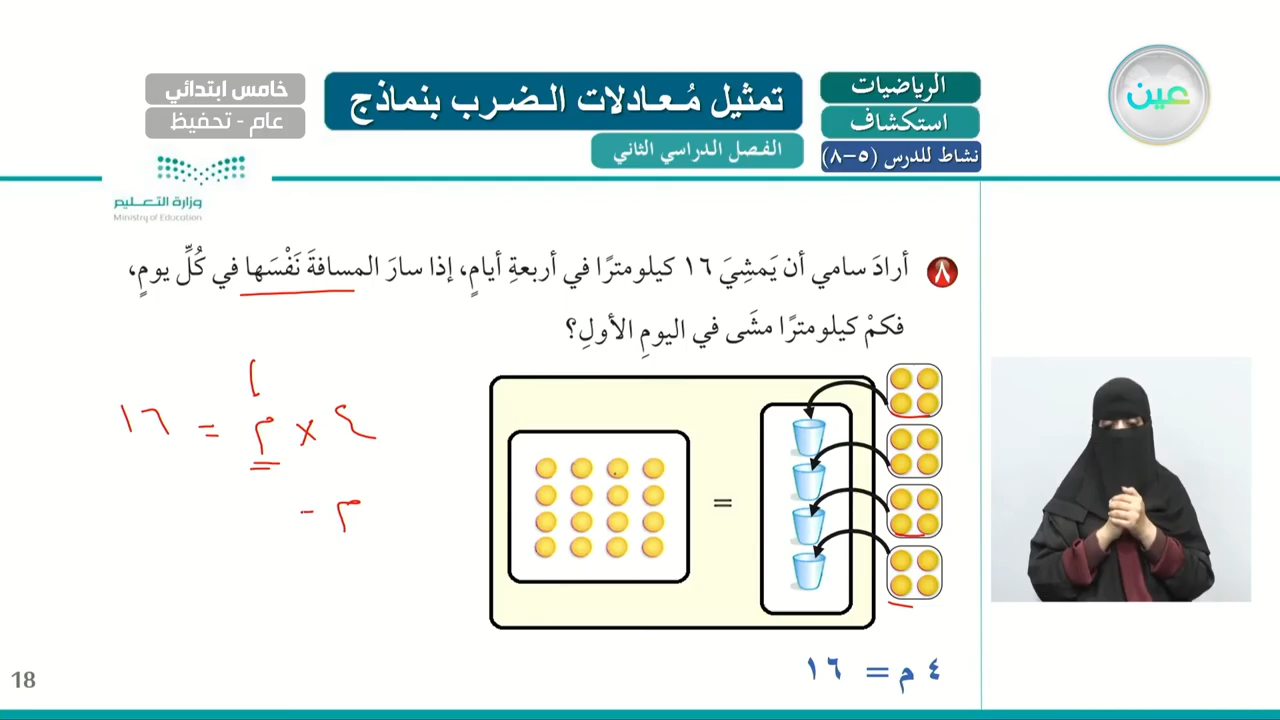 عين
الرياضيات
استكشاف
نشاط للدرس (٥-٨)
تمثيل مُعادلات الضرب بنماذج
الفصل الدراسي الثاني
خامس ابتدائي
عام - تحفيظ
وزارة التعليم
Ministry of Education
٨ أرادَ سامي أن يَمشِيَ ١٦ كيلومترًا في أربعةِ أيامٍ، إذا سارَ المسافةَ نَفْسَها في كُلِّ يومٍ،
فكمْ كيلومترًا مشَى في اليومِ الأولِ؟
=
٤ × م = ١٦
م -
٤ م = ١٦
18